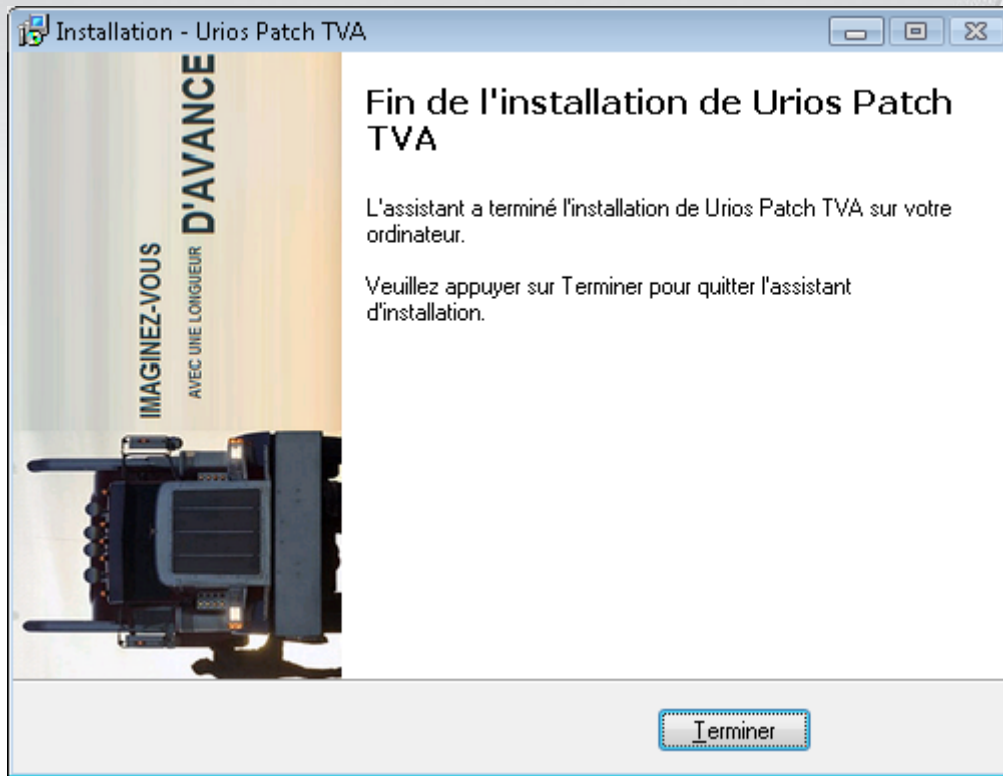 Installation - Urios Patch TVA
IMAGINEZ-VOUS
AVEC UNE LONGUEUR D'AVANCE
Fin de l'installation de Urios Patch
TVA
L'assistant a terminé l'installation de Urios Patch TVA sur votre
ordinateur.
Veuillez appuyer sur Terminer pour quitter l'assistant
d'installation.
Terminer